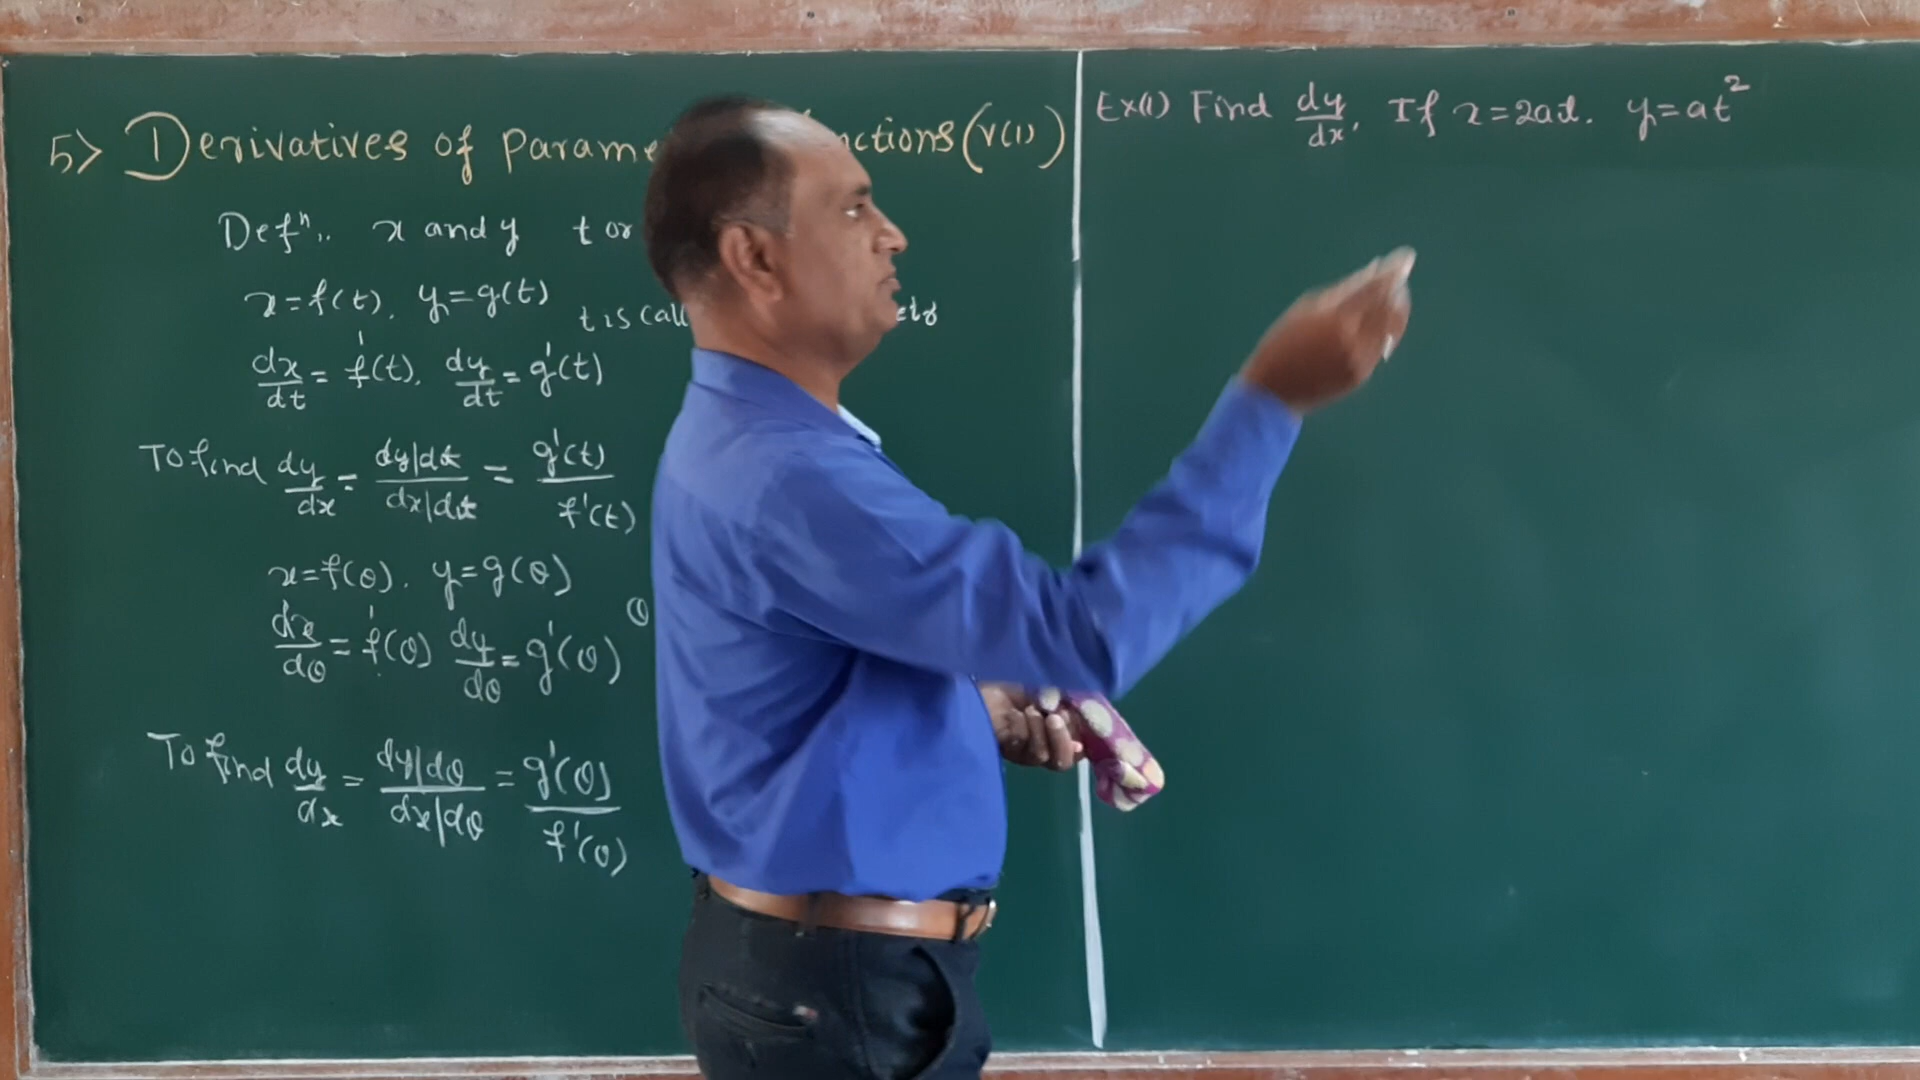 5> Derivatives of parame nctions (V(1)
Defⁿ,. x and y t or
x=f(t), y=g(t)
t is call
dx/dt = f'(t), dy/dt = g'(t)
To find dy/dx = dy|dt / dx|dt = g'(t) / f'(t)
x=f(θ), y=g(θ)
θ
dx/dθ = f'(θ) dy/dθ = g'(θ)
To find dy/dx = dy|dθ / dx|dθ = g'(θ) / f'(θ)
Ex(1) Find dy/dx, If x=2at. y=at²